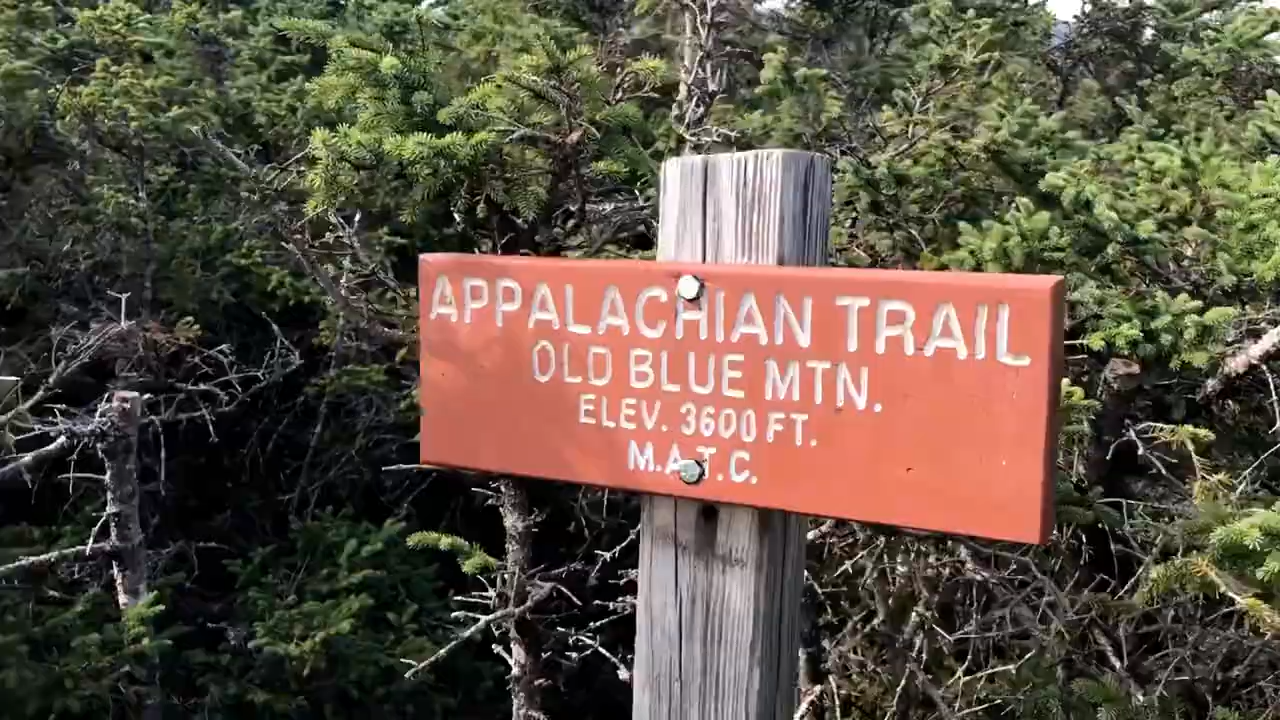 APPALACHIAN TRAIL
OLD BLUE MTN.
ELEV. 3600 FT.
M.A.T.C.